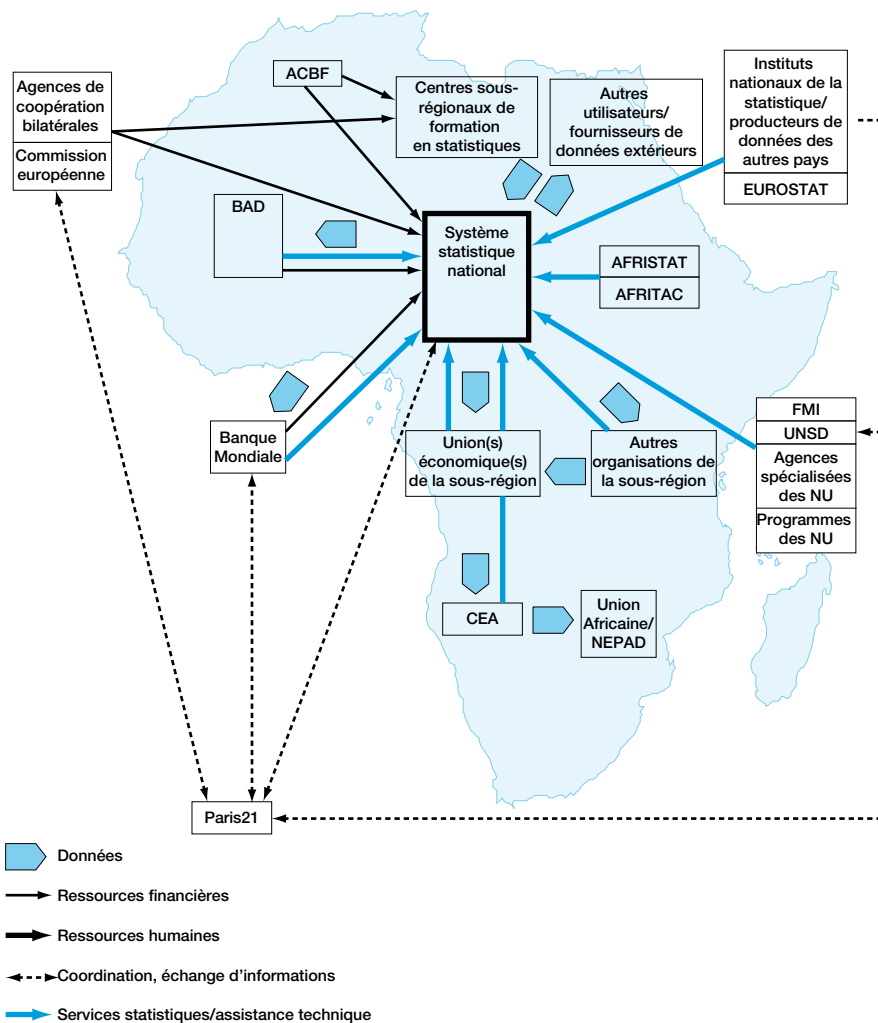 ACBF
Agences de
coopération
bilatérales
Commission
européenne
Centres sous-
régionaux de
formation
en statistiques
Autres
utilisateurs/
fournisseurs de
données extérieurs
Instituts
nationaux de la
statistique/
producteurs de
données des
autres pays
EUROSTAT
BAD
Système
statistique
national
AFRISTAT
AFRITAC
Banque
Mondiale
Union(s)
économique(s)
de la sous-région
Autres
organisations de
la sous-région
FMI
UNSD
Agences
spécialisées
des NU
Programmes
des NU
CEA
Union
Africaine/
NEPAD
Paris21
Données
Ressources financières
Ressources humaines
Coordination, échange d'informations
Services statistiques/assistance technique